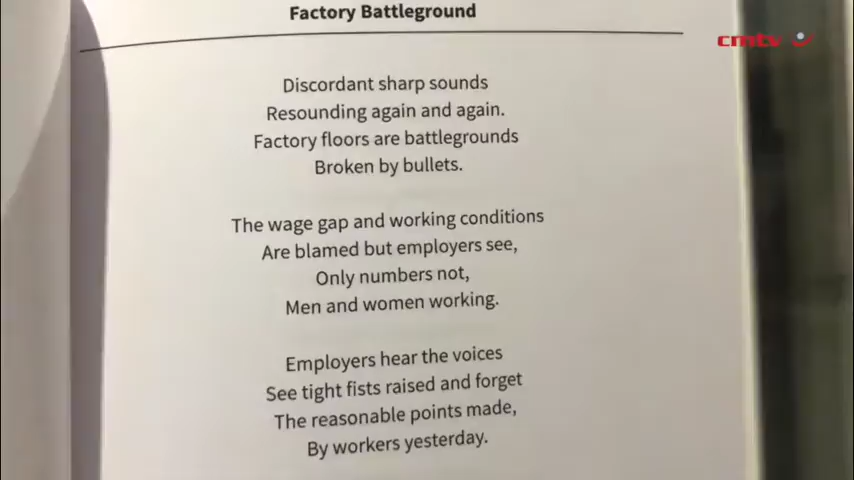 Factory Battleground
cmtv
Discordant sharp sounds
Resounding again and again.
Factory floors are battlegrounds
Broken by bullets.
The wage gap and working conditions
Are blamed but employers see,
Only numbers not,
Men and women working.
Employers hear the voices
See tight fists raised and forget
The reasonable points made,
By workers yesterday.